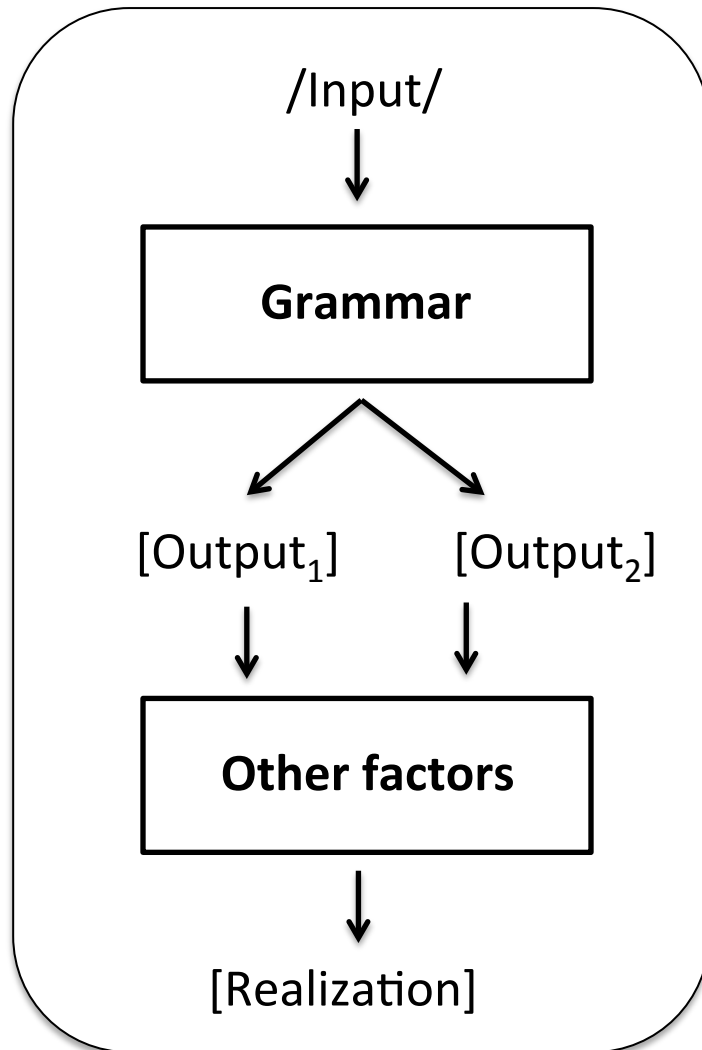 /Input/
Grammar
[Output₁] [Output₂]
Other factors
[Realization]